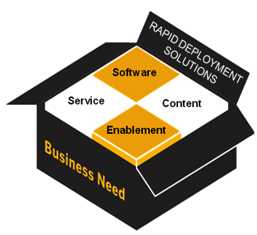 RAPID DEPLOYMENT
SOLUTIONS
Software
Service
Content
Enablement
Business Need